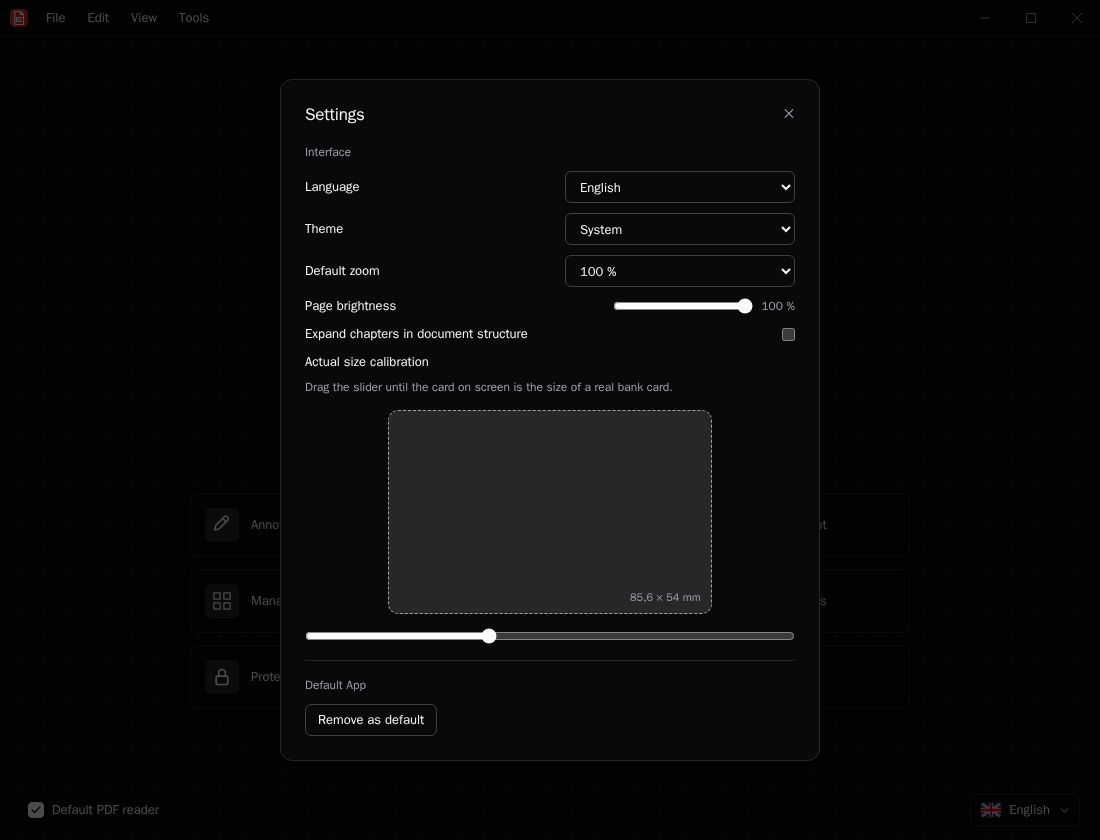 File Edit View Tools
Settings
Interface
Language English
Theme System
Default zoom 100 %
Page brightness 100 %
Expand chapters in document structure
Actual size calibration
Drag the slider until the card on screen is the size of a real bank card.
85,6 × 54 mm
Default App
Remove as default
Default PDF reader English